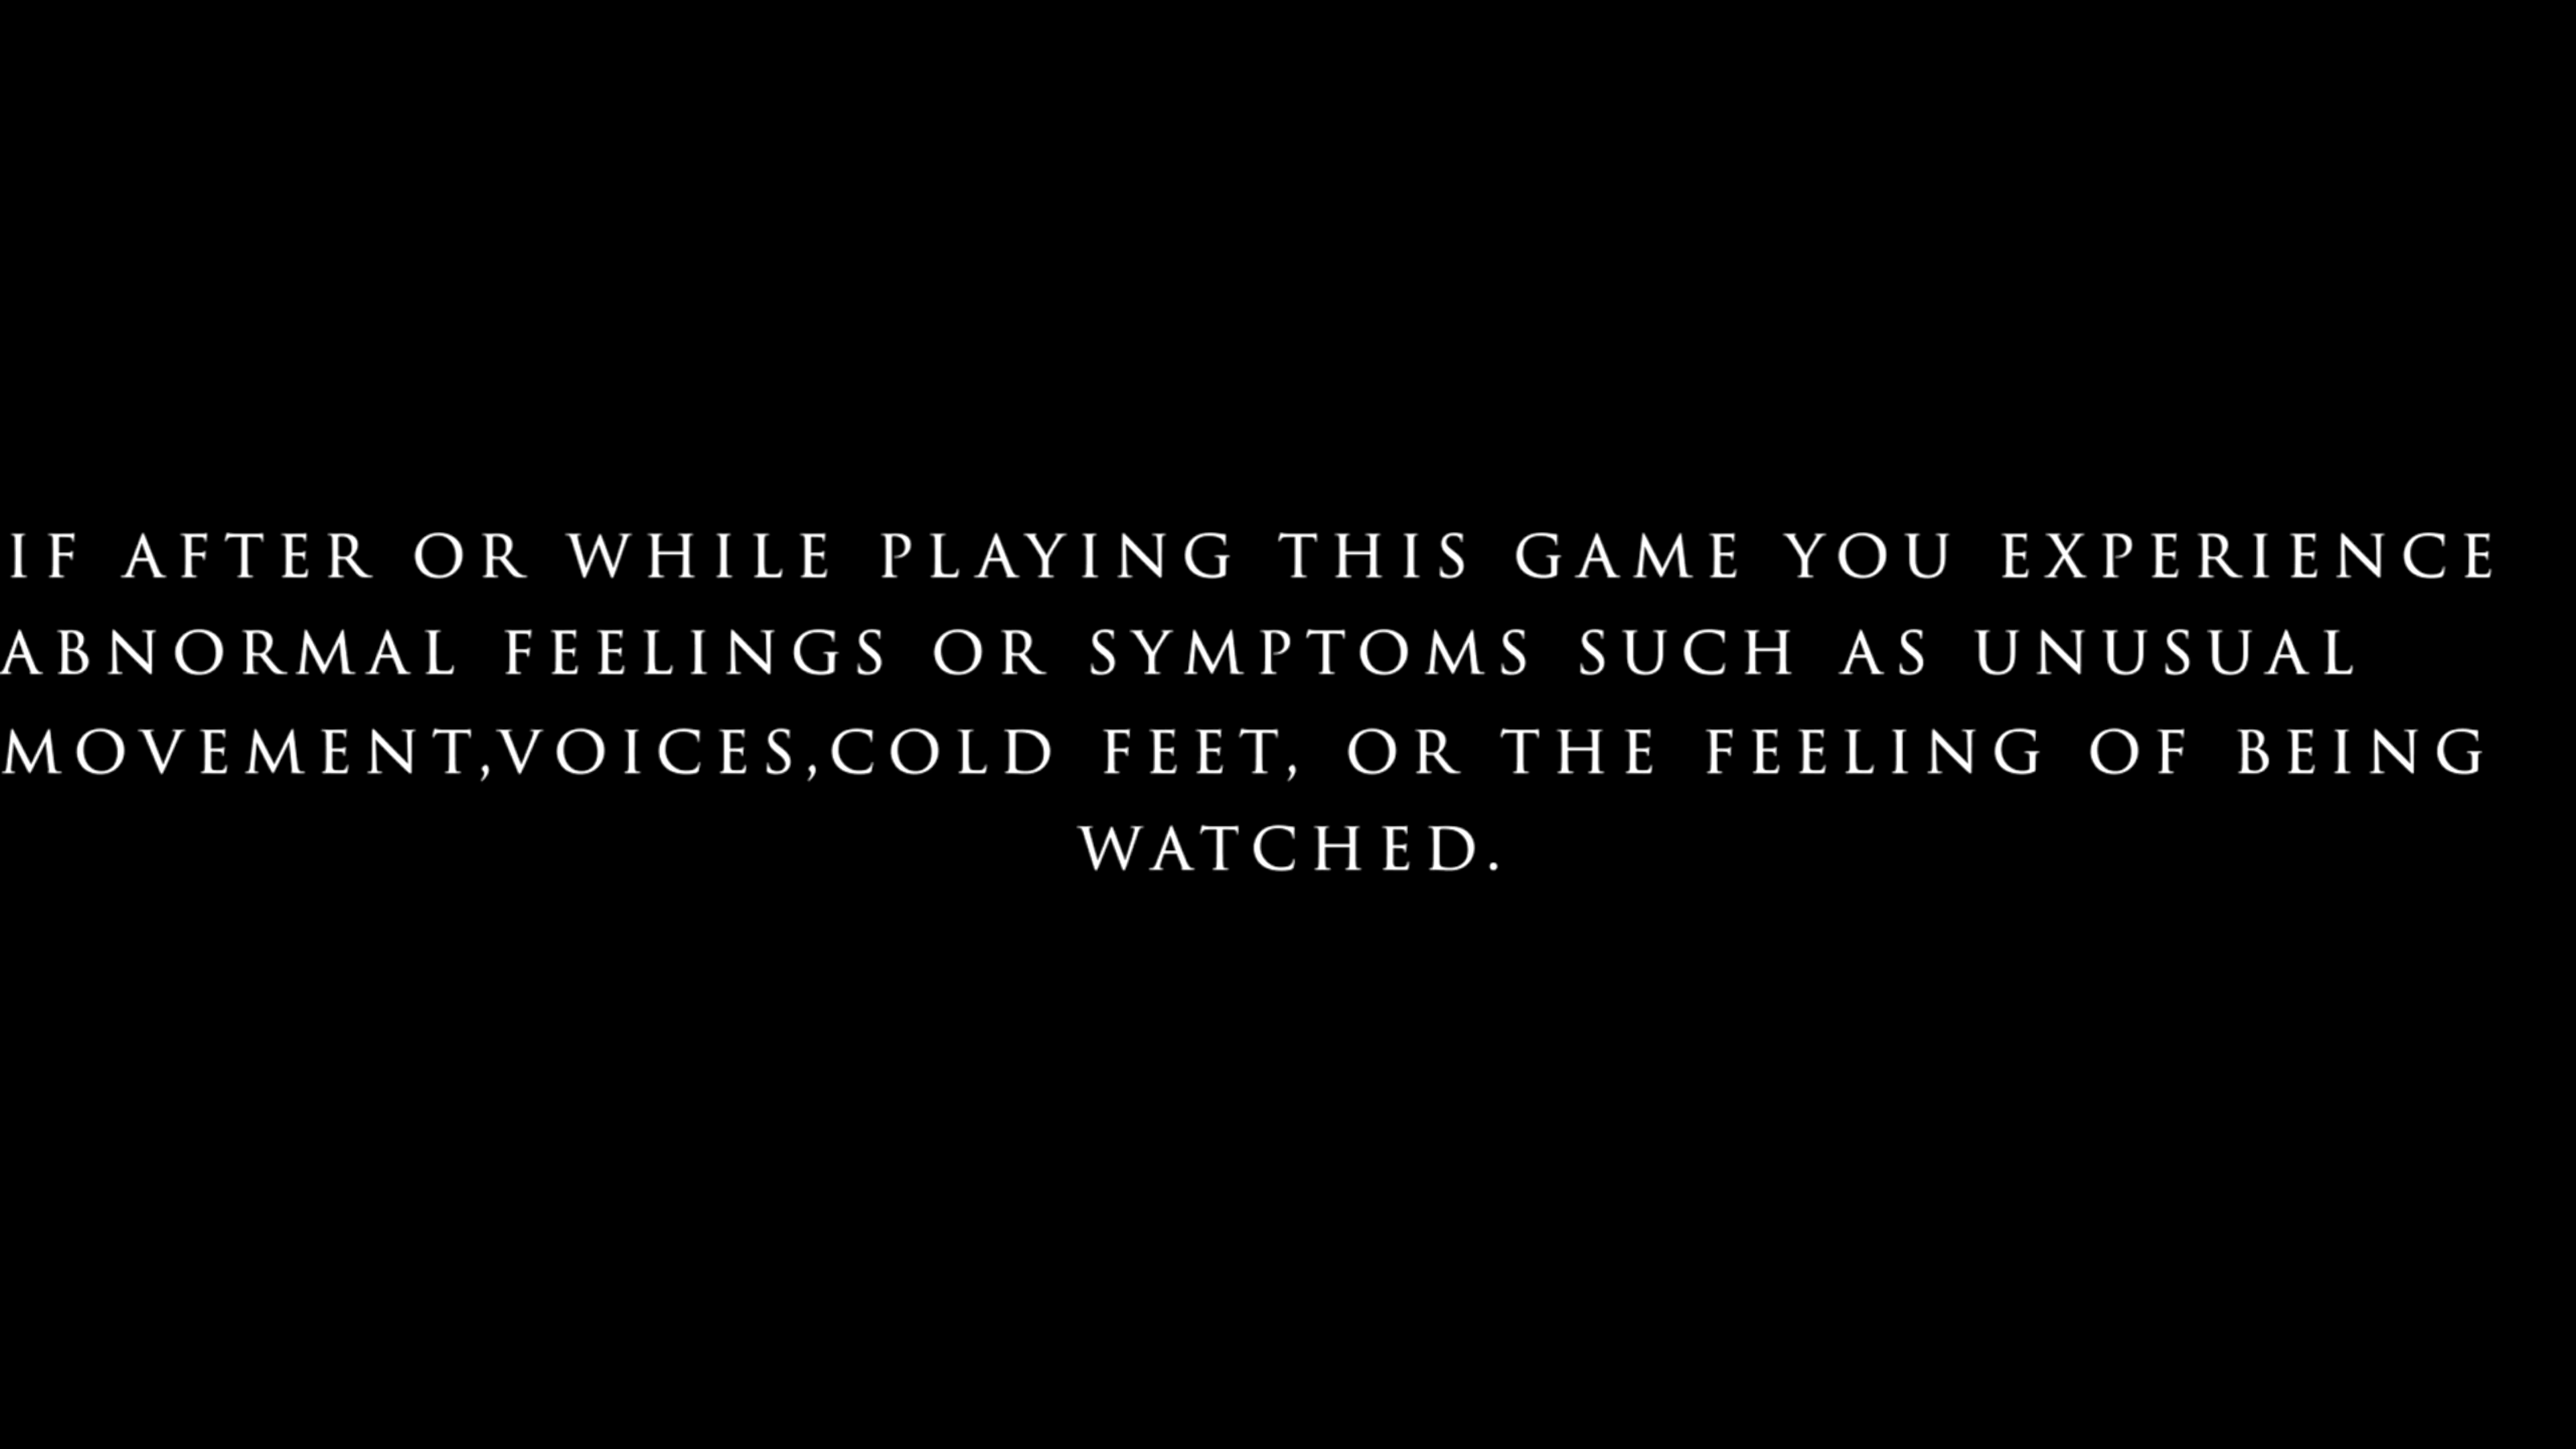 IF AFTER OR WHILE PLAYING THIS GAME YOU EXPERIENCE
ABNORMAL FEELINGS OR SYMPTOMS SUCH AS UNUSUAL
MOVEMENT,VOICES,COLD FEET, OR THE FEELING OF BEING
WATCHED.